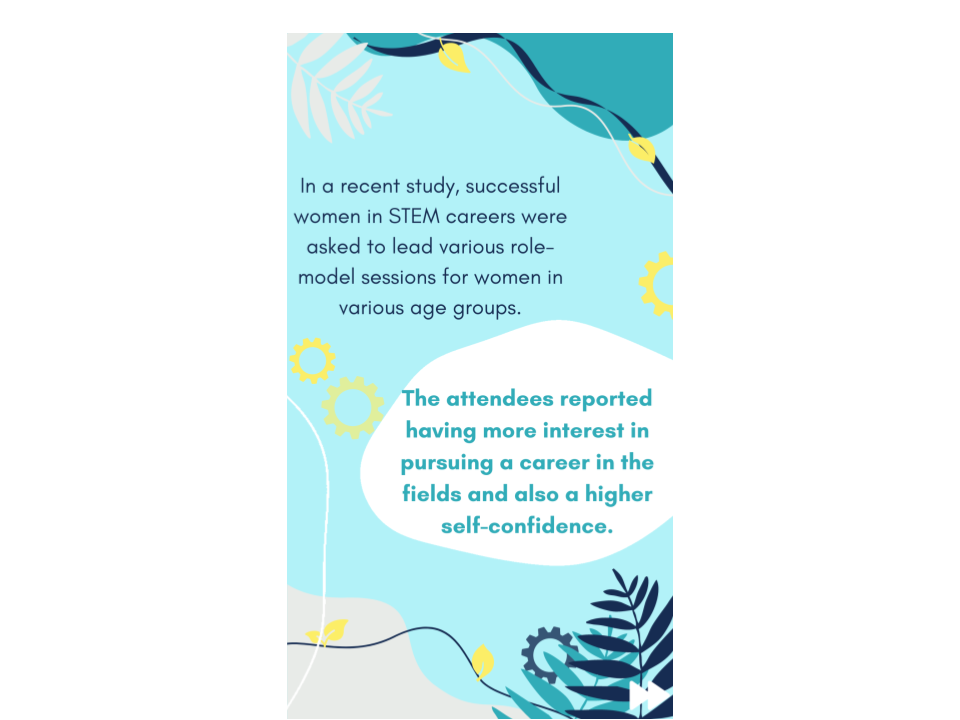 In a recent study, successful
women in STEM careers were
asked to lead various role-
model sessions for women in
various age groups.
The attendees reported
having more interest in
pursuing a career in the
fields and also a higher
self-confidence.